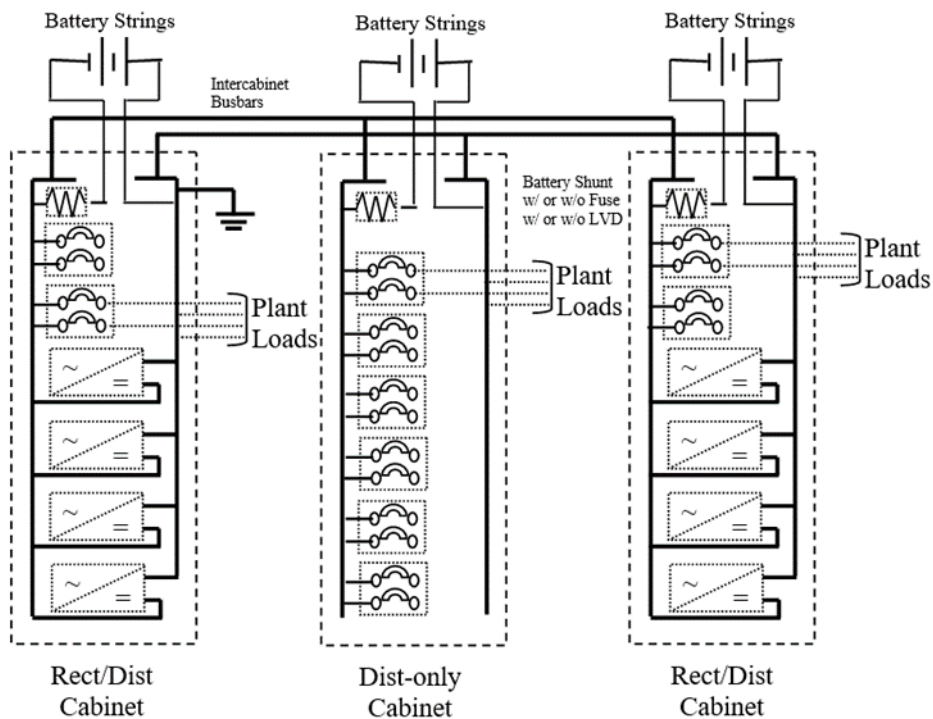 Battery Strings
Battery Strings
Battery Strings
Intercabinet
Busbars
Battery Shunt
w/ or w/o Fuse
w/ or w/o LVD
Plant
Loads
Plant
Loads
Plant
Loads
~
=
~
=
~
=
~
=
~
=
~
=
~
=
~
=
Rect/Dist
Cabinet
Dist-only
Cabinet
Rect/Dist
Cabinet